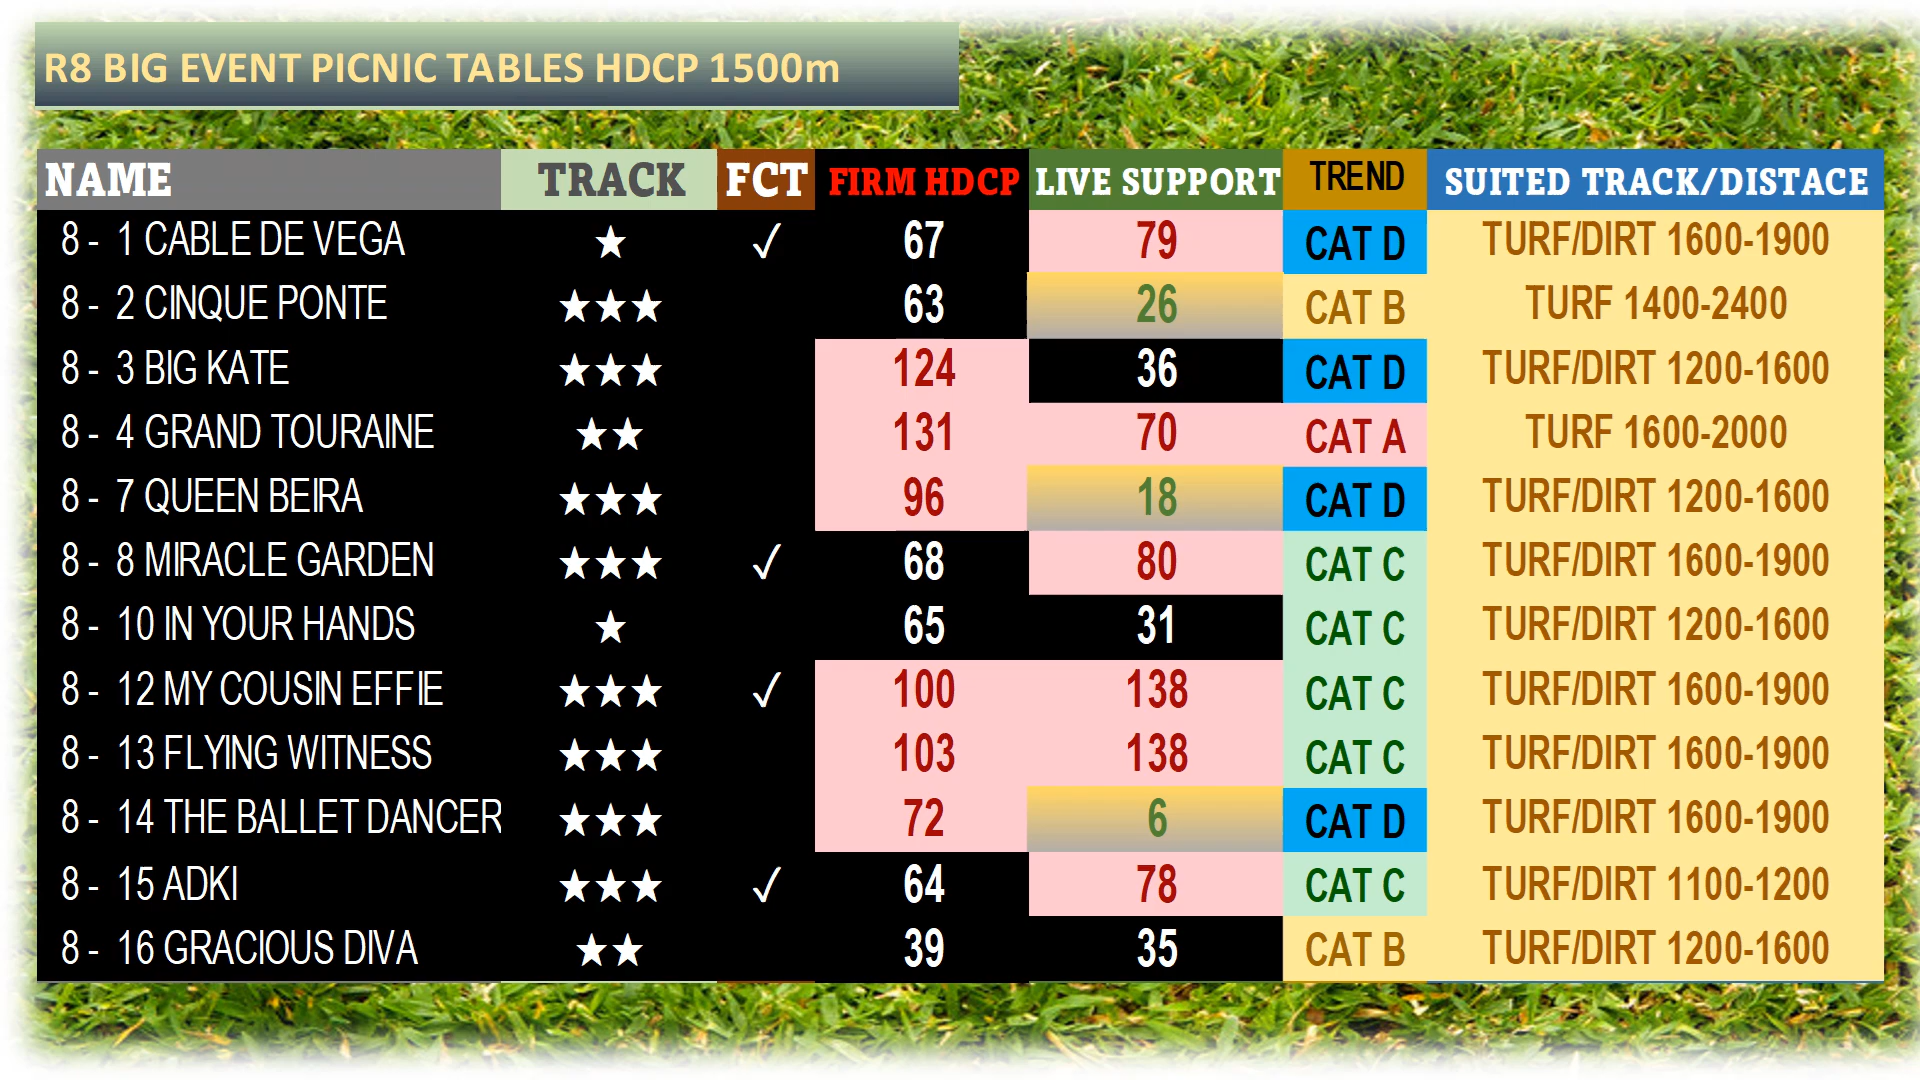 R8 BIG EVENT PICNIC TABLES HDCP 1500m
NAME TRACK FCT FIRM HDCP LIVE SUPPORT TREND SUITED TRACK/DISTACE
8 - 1 CABLE DE VEGA ★ ✓ 67 79 CAT D TURF/DIRT 1600-1900
8 - 2 CINQUE PONTE ★★★ 63 26 CAT B TURF 1400-2400
8 - 3 BIG KATE ★★★ 124 36 CAT D TURF/DIRT 1200-1600
8 - 4 GRAND TOURAINE ★★ 131 70 CAT A TURF 1600-2000
8 - 7 QUEEN BEIRA ★★★ 96 18 CAT D TURF/DIRT 1200-1600
8 - 8 MIRACLE GARDEN ★★★ ✓ 68 80 CAT C TURF/DIRT 1600-1900
8 - 10 IN YOUR HANDS ★ 65 31 CAT C TURF/DIRT 1200-1600
8 - 12 MY COUSIN EFFIE ★★★ ✓ 100 138 CAT C TURF/DIRT 1600-1900
8 - 13 FLYING WITNESS ★★★ 103 138 CAT C TURF/DIRT 1600-1900
8 - 14 THE BALLET DANCER ★★★ 72 6 CAT D TURF/DIRT 1600-1900
8 - 15 ADKI ★★★ ✓ 64 78 CAT C TURF/DIRT 1100-1200
8 - 16 GRACIOUS DIVA ★★ 39 35 CAT B TURF/DIRT 1200-1600